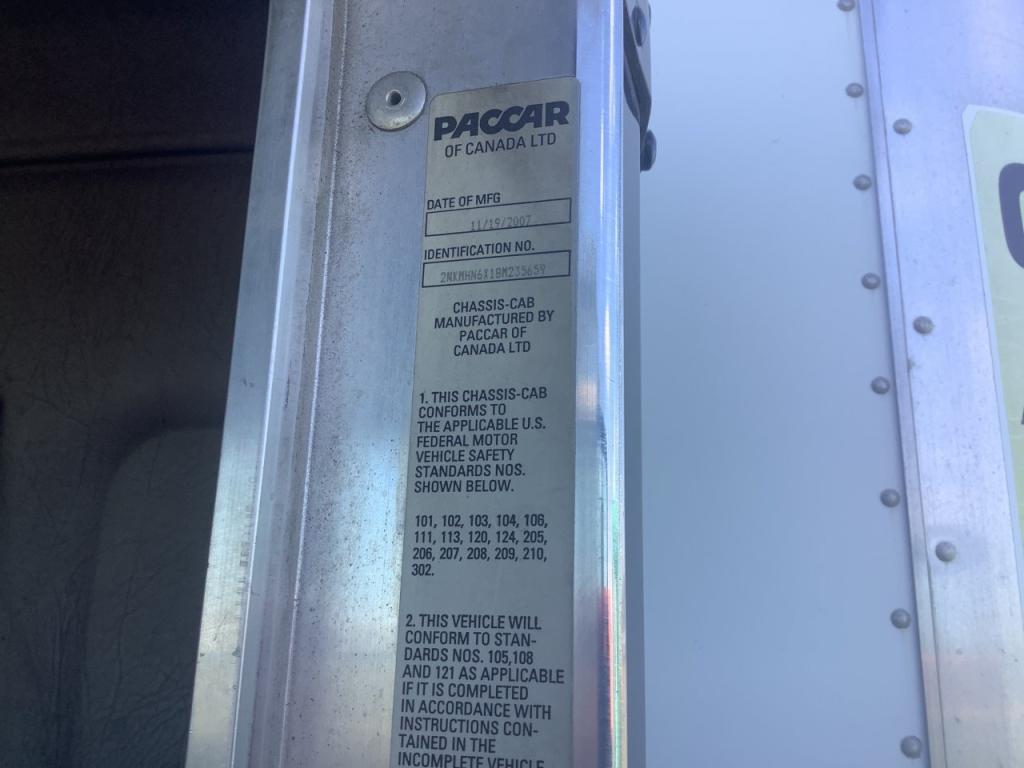 PACCAR
OF CANADA LTD
DATE OF MFG
11/19/2007
IDENTIFICATION NO.
2NKMHN6X18M235659
CHASSIS-CAB
MANUFACTURED BY
PACCAR OF
CANADA LTD
1. THIS CHASSIS-CAB
CONFORMS TO
THE APPLICABLE U.S.
FEDERAL MOTOR
VEHICLE SAFETY
STANDARDS NOS.
SHOWN BELOW.
101, 102, 103, 104, 106,
111, 113, 120, 124, 205,
206, 207, 208, 209, 210,
302.
2. THIS VEHICLE WILL
CONFORM TO STAN-
DARDS NOS. 105,108
AND 121 AS APPLICABLE
IF IT IS COMPLETED
IN ACCORDANCE WITH
INSTRUCTIONS CON-
TAINED IN THE
INCOMPLETE VEHICLE